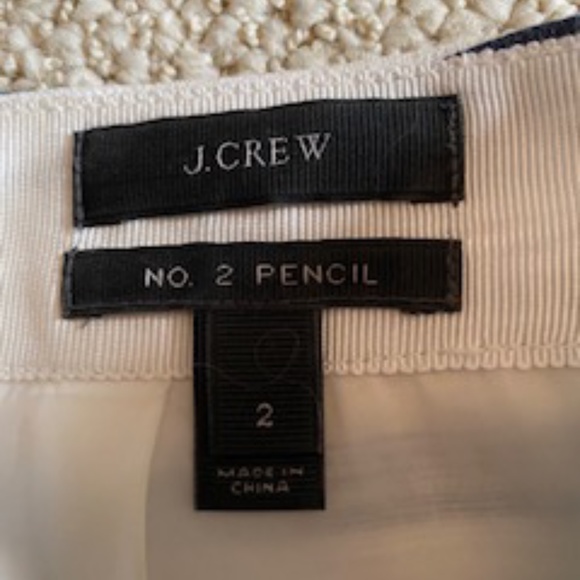 J.CREW
NO. 2 PENCIL
2
MADE IN
CHINA